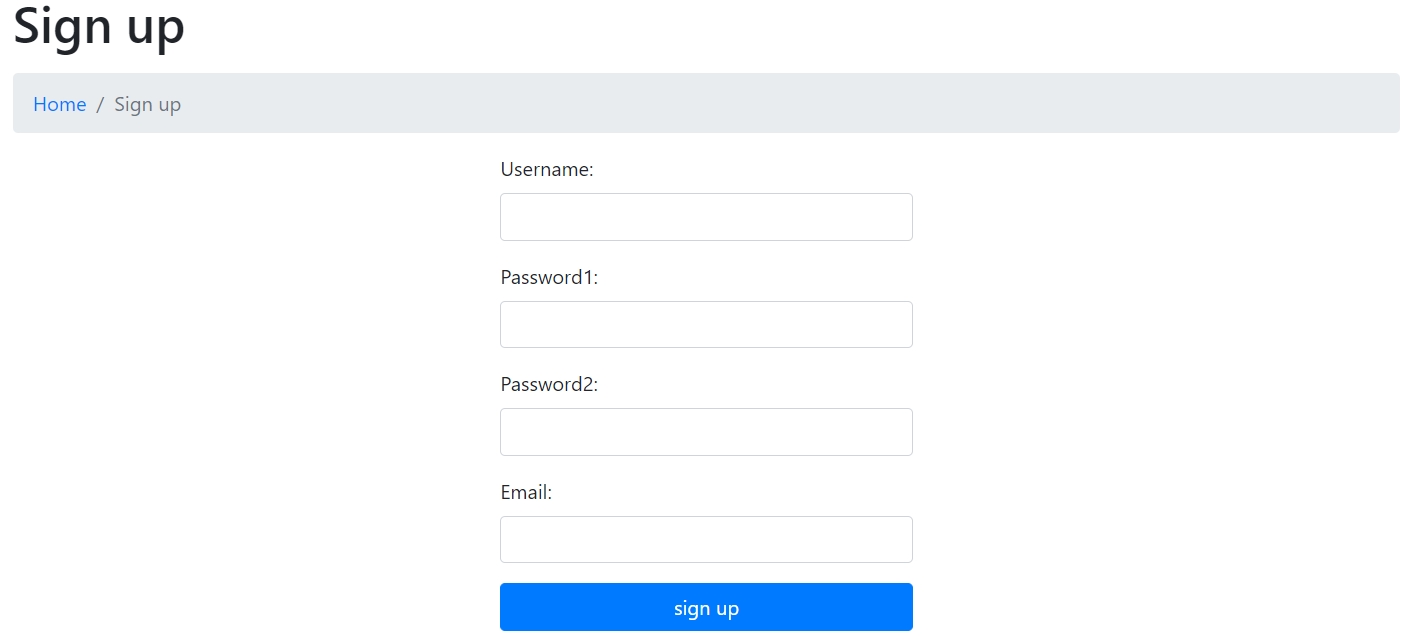 Sign up
Home / Sign up
Username:
Password1:
Password2:
Email:
sign up